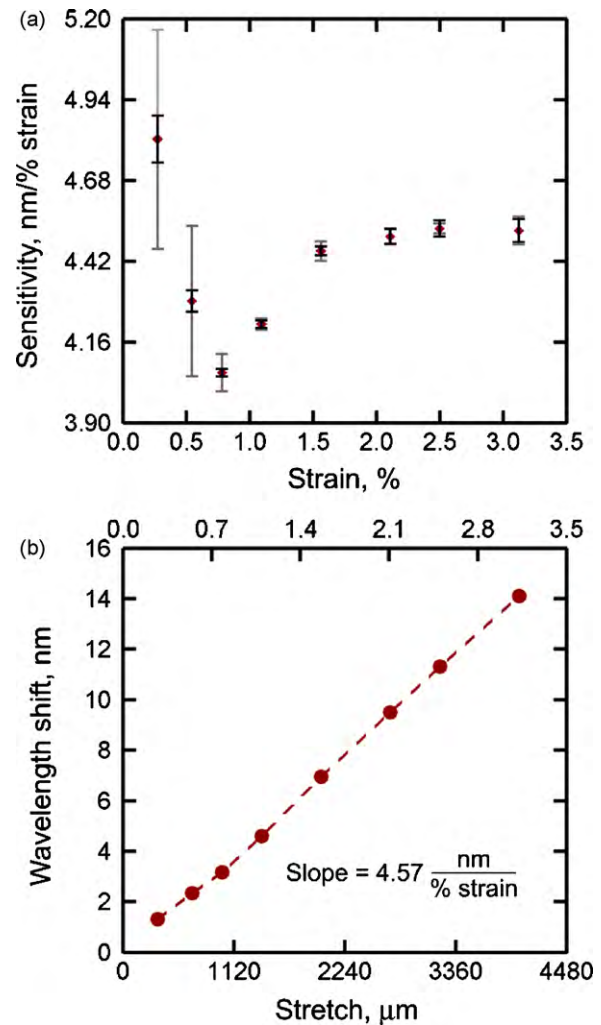 (a)
5.20
4.94
4.68
4.42
4.16
3.90
Sensitivity, nm/% strain
0.0 0.5 1.0 1.5 2.0 2.5 3.0 3.5
Strain, %
0.0 0.7 1.4 2.1 2.8 3.5
(b)
16
14
12
10
8
6
4
2
0
Wavelength shift, nm
Slope = 4.57 nm
% strain
0 1120 2240 3360 4480
Stretch, μm